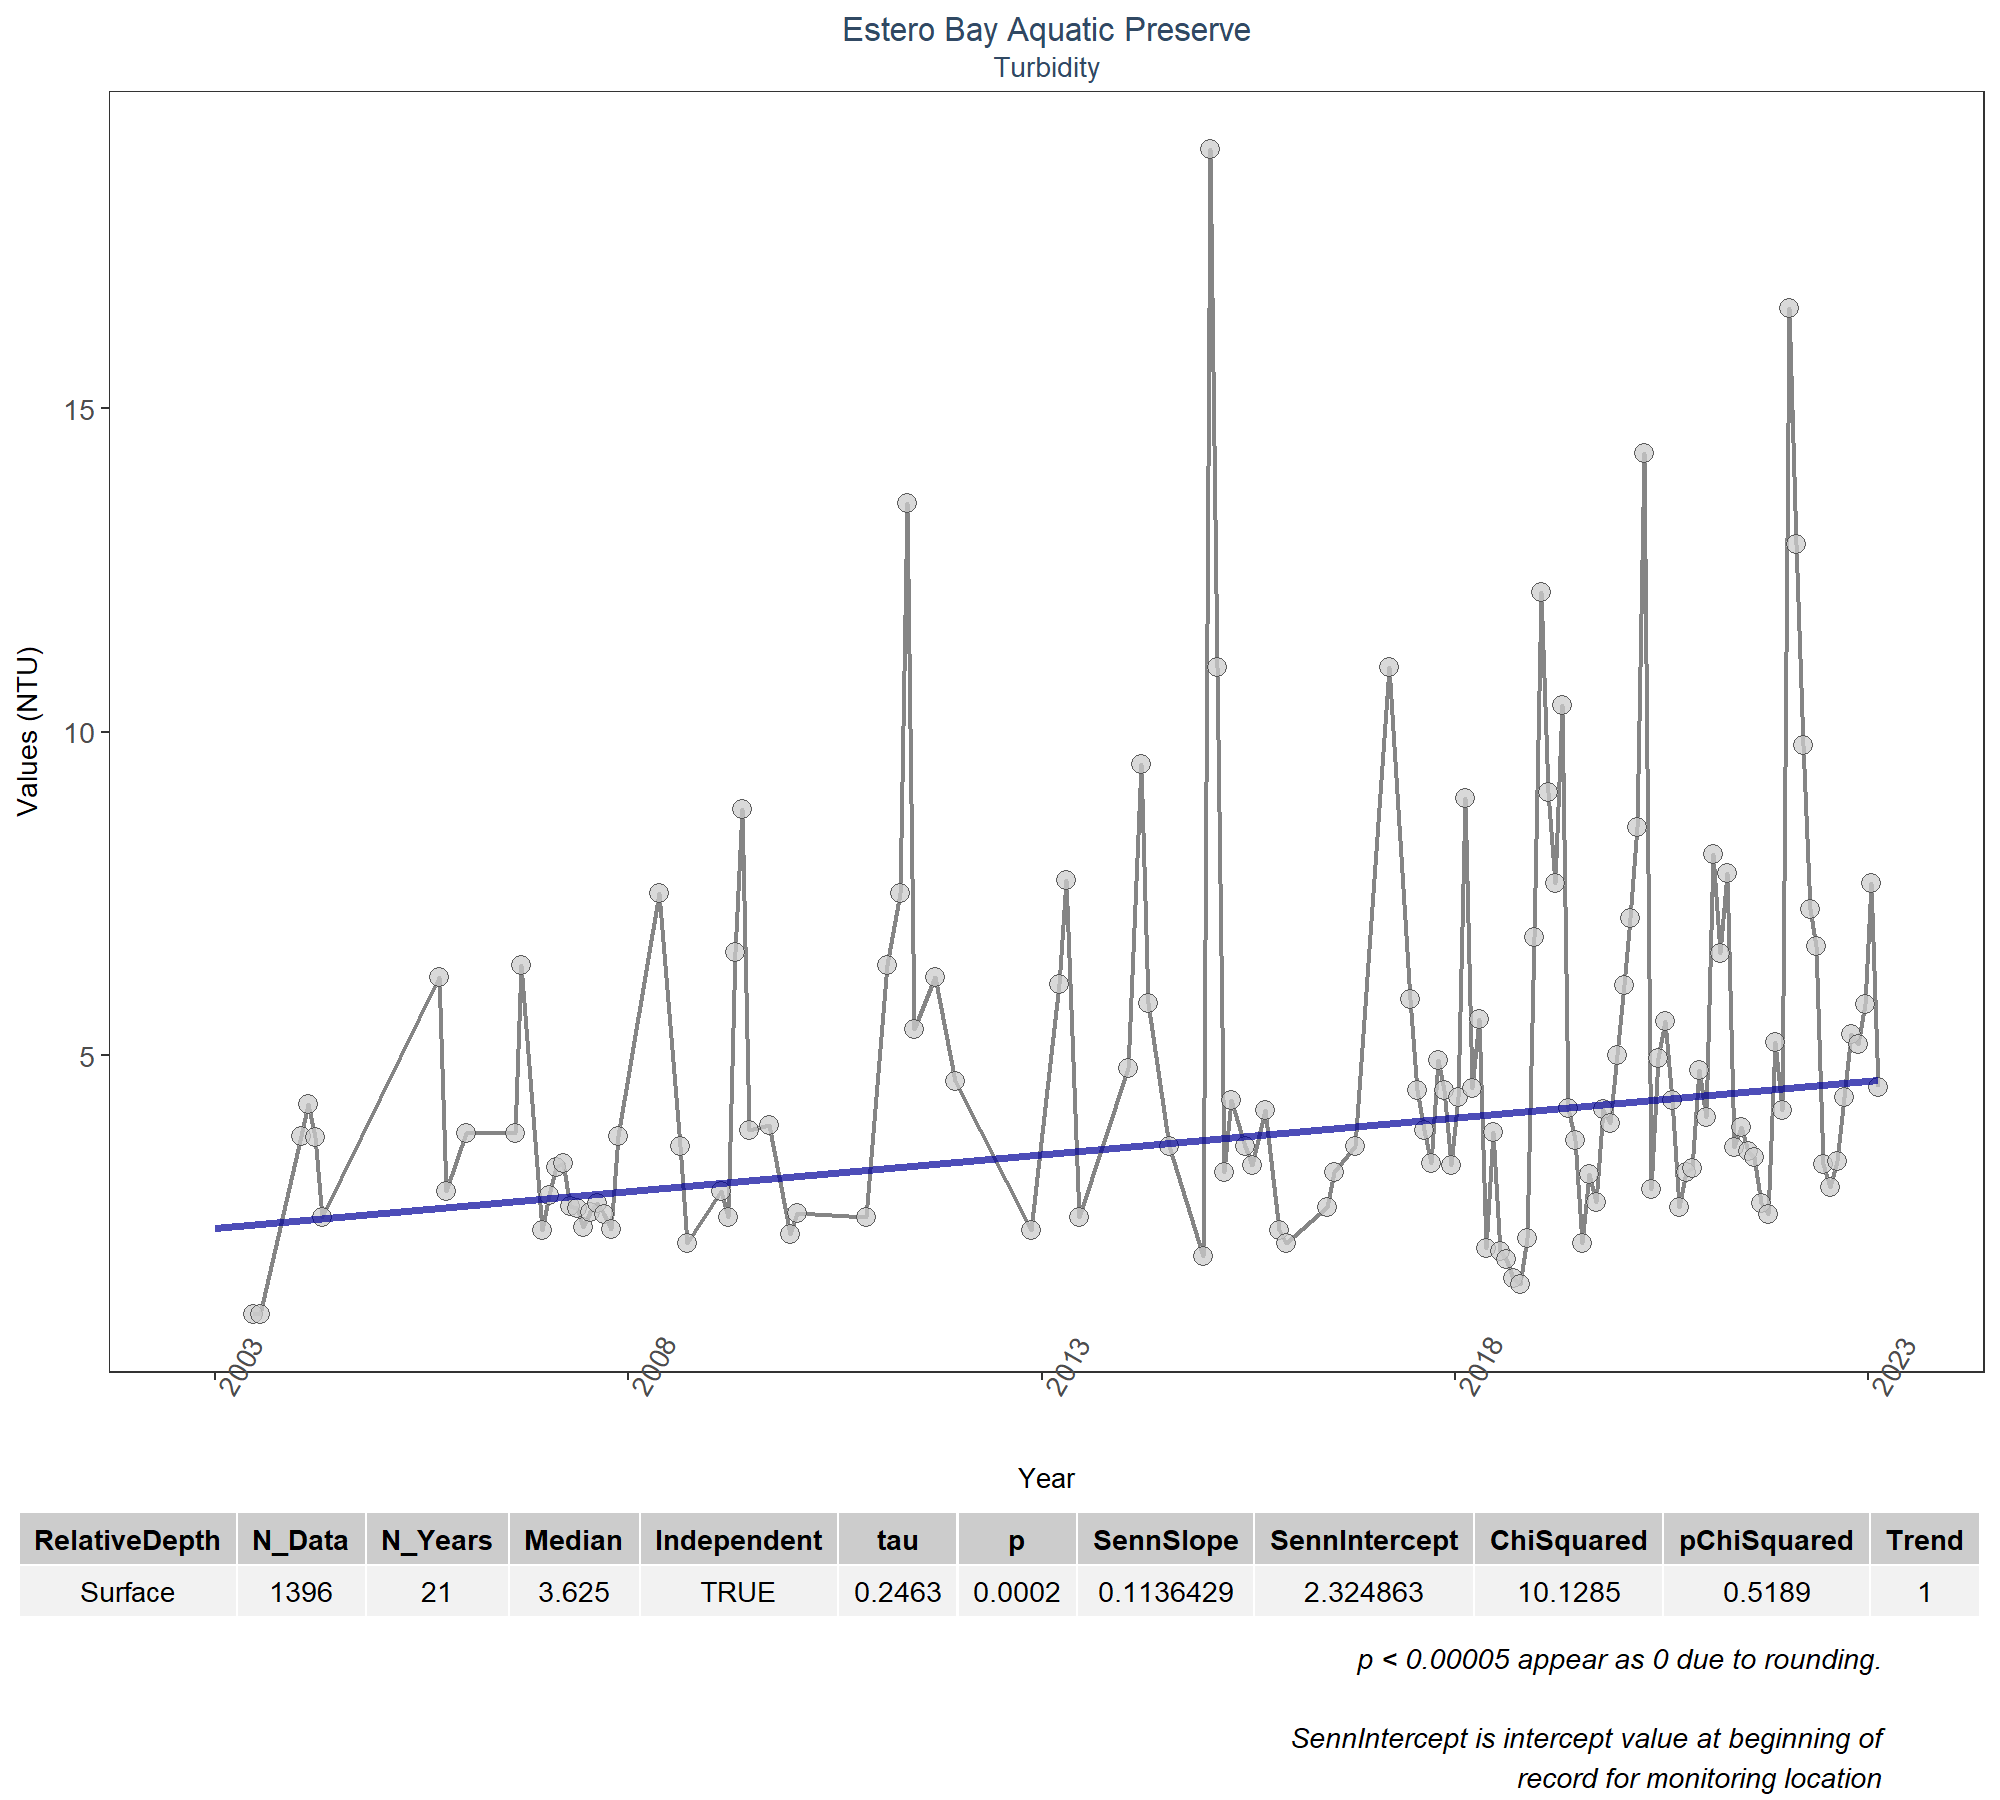 Estero Bay Aquatic Preserve
Turbidity
Values (NTU)
15
10
5
2003 2008 2013 2018 2023
Year
RelativeDepth N_Data N_Years Median Independent tau p SennSlope SennIntercept ChiSquared pChiSquared Trend
Surface 1396 21 3.625 TRUE 0.2463 0.0002 0.1136429 2.324863 10.1285 0.5189 1
p < 0.00005 appear as 0 due to rounding.
SennIntercept is intercept value at beginning of
record for monitoring location